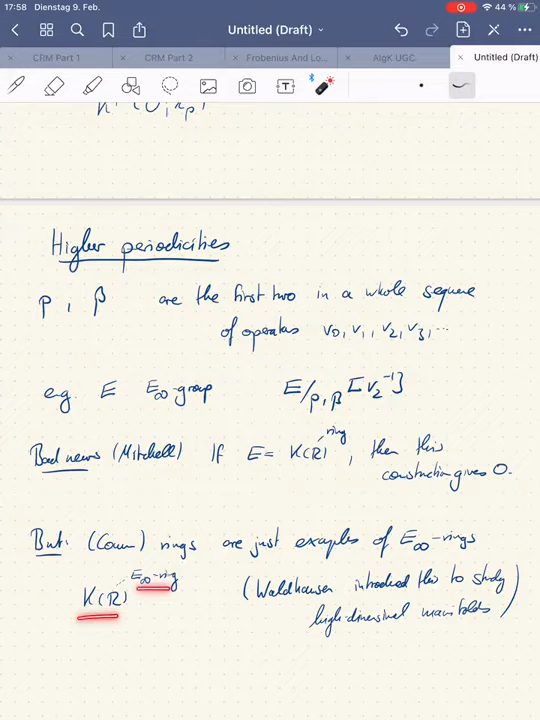 17:58 Dienstag 9. Feb.
44 %
Untitled (Draft)
CRM Part 1
CRM Part 2
Frobenius And Lo...
AlgK UGC
Untitled (Draft)
Higher periodicities
p , β are the first two in a whole sequence
of operators v₀, v₁, v₂, v₃, ...
e.g. E E∞-group E/p,β [v₂⁻¹]
Bad news (Mitchell) If E = K(R) ring, then this
construction gives 0.
But: (Comm) rings are just examples of E∞-rings
K(R) E∞-ring
(Waldhausen introduced this to study
high-dimensional manifolds)